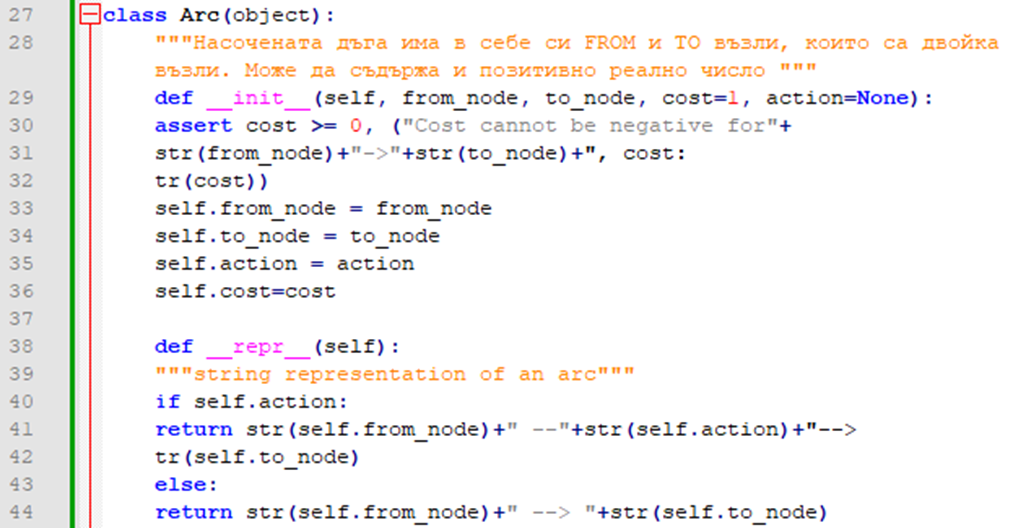 27 class Arc(object):
28 """Насочената дъга има в себе си FROM и TO възли, които са двойка
възли. Може да съдържа и позитивно реално число """
29 def __init__(self, from_node, to_node, cost=1, action=None):
30 assert cost >= 0, ("Cost cannot be negative for"+
31 str(from_node)+"->"+str(to_node)+", cost:
32 tr(cost))
33 self.from_node = from_node
34 self.to_node = to_node
35 self.action = action
36 self.cost=cost
37
38 def __repr__(self):
39 """string representation of an arc"""
40 if self.action:
41 return str(self.from_node)+" --"+str(self.action)+"-->
42 tr(self.to_node)
43 else:
44 return str(self.from_node)+" --> "+str(self.to_node)